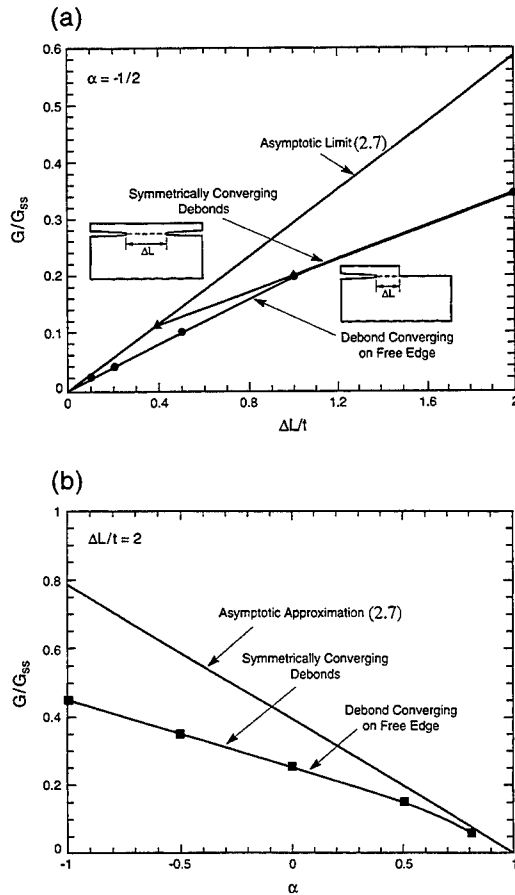 (a)
0.6
0.5
0.4
0.3
0.2
0.1
0
G/Gss
α = -1/2
Asymptotic Limit (2.7)
Symmetrically Converging
Debonds
ΔL
ΔL
Debond Converging
on Free Edge
0 0.4 0.8 1.2 1.6 2
ΔL/t
(b)
1
0.8
0.6
0.4
0.2
0
G/Gss
ΔL/t = 2
Asymptotic Approximation (2.7)
Symmetrically Converging
Debonds
Debond Converging
on Free Edge
-1 -0.5 0 0.5 1
α